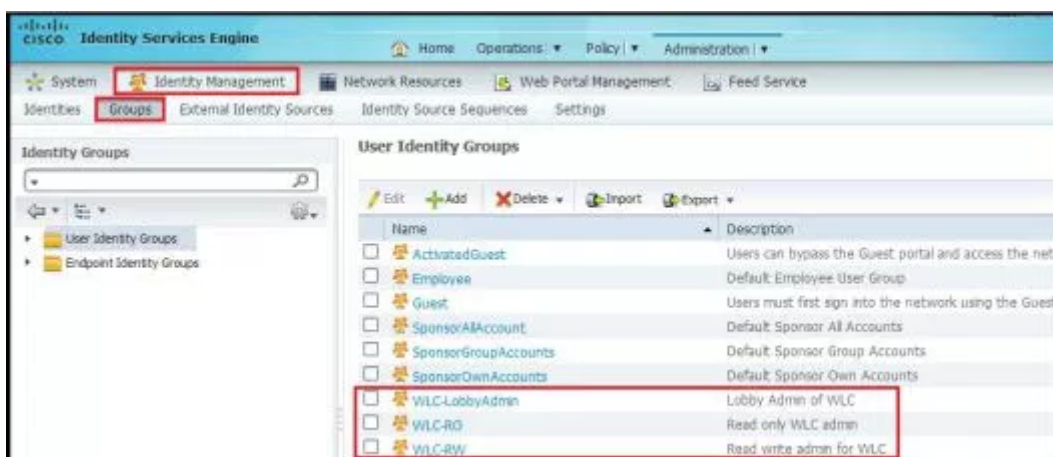 CISCO Identity Services Engine
Home Operations Policy Administration
System Identity Management Network Resources Web Portal Management Feed Service
Identities Groups External Identity Sources Identity Source Sequences Settings
Identity Groups
User Identity Groups
Endpoint Identity Groups
User Identity Groups
Edit Add Delete Import Export
Name Description
ActivatedGuest Users can bypass the Guest portal and access the net
Employee Default Employee User Group
Guest Users must first sign into the network using the Guest
SponsorAllAccount Default Sponsor All Accounts
SponsorGroupAccounts Default Sponsor Group Accounts
SponsorOwnAccounts Default Sponsor Own Accounts
WLC-LobbyAdmin Lobby Admin of WLC
WLC-RO Read only WLC admin
WLC-RW Read write admin for WLC